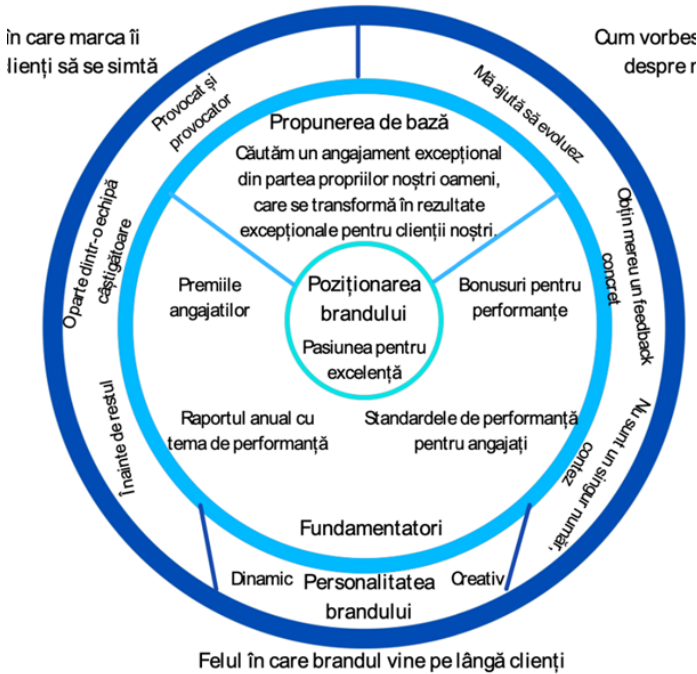 în care marca îi
lienți să se simtă
Cum vorbes
despre
Provocat și
provocator
O parte dintr-o echipă
câștigătoare
Înainte de restul
Mă ajută să evoluez
Obțin mereu un feedback
concret
Nu sunt un singur număr,
contez
Propunerea de bază
Căutăm un angajament excepțional
din partea propriilor noștri oameni,
care se transformă în rezultate
excepționale pentru clienții noștri.
Premiile
angajatilor
Poziționarea
brandului
Pasiunea pentru
excelență
Bonusuri pentru
performanțe
Raportul anual cu
tema de performanță
Standardele de performanță
pentru angajați
Fundamentatori
Dinamic
Personalitatea
brandului
Creativ
Felul în care brandul vine pe lângă clienți